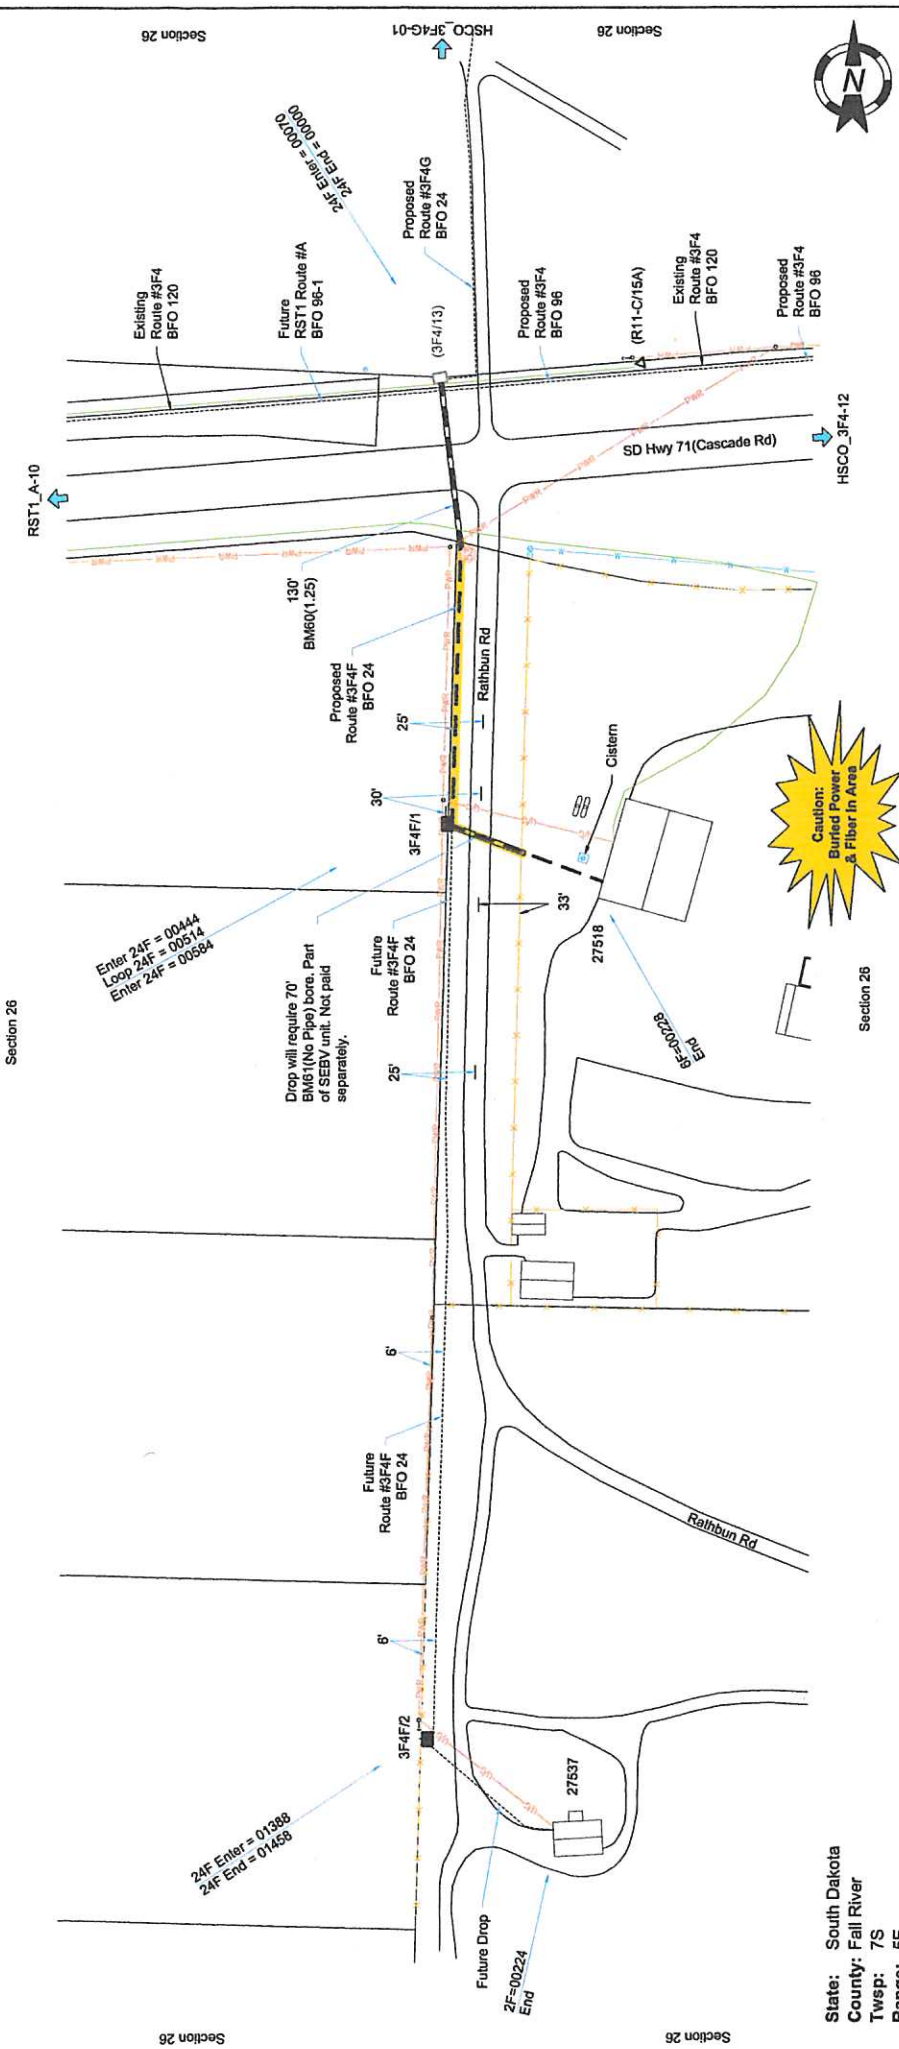 Section 26
Section 26
HSCO_3F4G-01
N
24F Enter = 00070
24F End = 00000
Proposed
Route #3F4G
BFO 24
Existing
Route #3F4
BFO 120
Future
RST1 Route #A
BFO 96-1
(3F4/13)
Proposed
Route #3F4
BFO 96
(R11-C/15A)
Existing
Route #3F4
BFO 120
Proposed
Route #3F4
BFO 96
RST1_A-10
SD Hwy 71(Cascade Rd)
HSCO_3F4-12
PWR
PWR
PWR
PWR
130'
BM60(1.25)
Proposed
Route #3F4F
BFO 24
Rathbun Rd
25'
30'
3F4F/1
Cistern
Caution:
Buried Power
& Fiber In Area
Enter 24F = 00444
Loop 24F = 00514
Enter 24F = 00584
Section 26
Drop will require 70'
BM61(No Pipe) bore. Part
of SEBV unit. Not paid
separately.
Future
Route #3F4F
BFO 24
33'
27518
6F=00228
End
Section 26
25'
6'
Future
Route #3F4F
BFO 24
Rathbun Rd
6'
3F4F/2
27537
24F Enter = 01388
24F End = 01458
Future Drop
2F=00224
End
Section 26
Section 26
State: South Dakota
County: Fall River
Twsp: 7S
Range: 5E